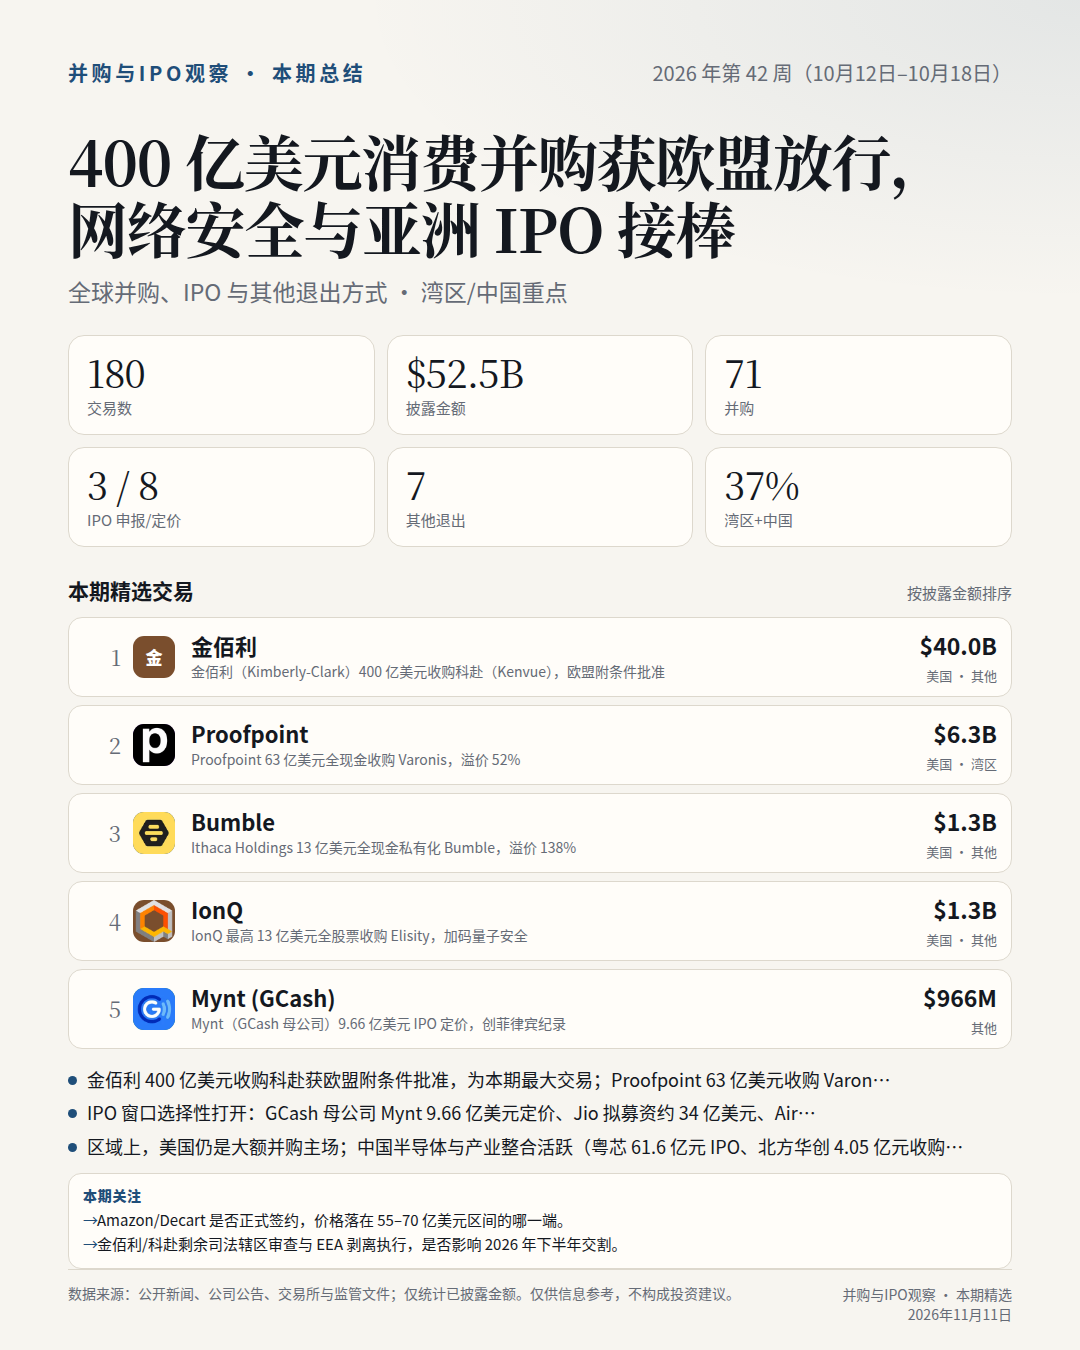 并购与IPO观察 · 本期总结
2026 年第 42 周（10月12日–10月18日）
400 亿美元消费并购获欧盟放行，
网络安全与亚洲 IPO 接棒
全球并购、IPO 与其他退出方式 · 湾区/中国重点
180
交易数
$52.5B
披露金额
71
并购
3 / 8
IPO 申报/定价
7
其他退出
37%
湾区+中国
本期精选交易
按披露金额排序
1
金
金佰利
金佰利（Kimberly-Clark）400 亿美元收购科赴（Kenvue），欧盟附条件批准
$40.0B
美国 · 其他
2
p
Proofpoint
Proofpoint 63 亿美元全现金收购 Varonis，溢价 52%
$6.3B
美国 · 湾区
3
Bumble
Ithaca Holdings 13 亿美元全现金私有化 Bumble，溢价 138%
$1.3B
美国 · 其他
4
IonQ
IonQ 最高 13 亿美元全股票收购 Elisity，加码量子安全
$1.3B
美国 · 其他
5
G
Mynt (GCash)
Mynt（GCash 母公司）9.66 亿美元 IPO 定价，创菲律宾纪录
$966M
其他
金佰利 400 亿美元收购科赴获欧盟附条件批准，为本期最大交易；Proofpoint 63 亿美元收购 Varon…
IPO 窗口选择性打开：GCash 母公司 Mynt 9.66 亿美元定价、Jio 拟募资约 34 亿美元、Air…
区域上，美国仍是大额并购主场；中国半导体与产业整合活跃（粤芯 61.6 亿元 IPO、北方华创 4.05 亿元收购…
本期关注
→Amazon/Decart 是否正式签约，价格落在 55–70 亿美元区间的哪一端。
→金佰利/科赴剩余司法辖区审查与 EEA 剥离执行，是否影响 2026 年下半年交割。
数据来源：公开新闻、公司公告、交易所与监管文件；仅统计已披露金额。仅供信息参考，不构成投资建议。
并购与IPO观察 · 本期精选
2026年11月11日